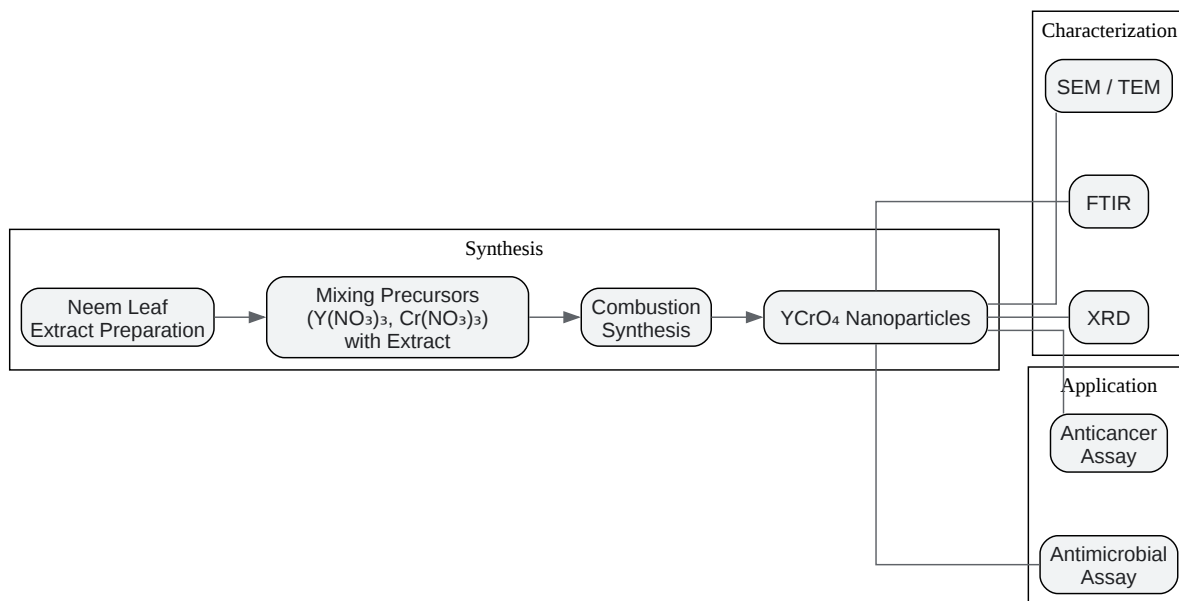 Characterization
SEM / TEM
FTIR
XRD
Synthesis
Neem Leaf
Extract Preparation
Mixing Precursors
(Y(NO₃)₃, Cr(NO₃)₃)
with Extract
Combustion
Synthesis
YCrO₄ Nanoparticles
Application
Anticancer
Assay
Antimicrobial
Assay